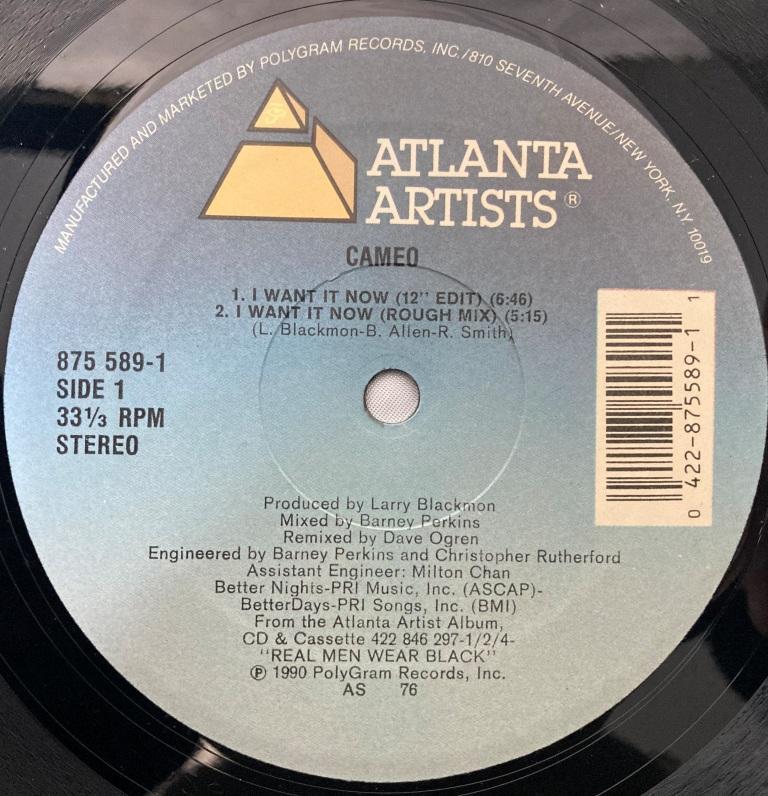 MANUFACTURED AND MARKETED BY POLYGRAM RECORDS, INC./810 SEVENTH AVENUE/NEW YORK, N.Y. 10019
ATLANTA
ARTISTS ®
CAMEO
1. I WANT IT NOW (12" EDIT) (6:46)
2. I WANT IT NOW (ROUGH MIX) (5:15)
(L. Blackmon-B. Allen-R. Smith)
875 589-1
SIDE 1
33⅓ RPM
STEREO
0 422-875589-1 1
Produced by Larry Blackmon
Mixed by Barney Perkins
Remixed by Dave Ogren
Engineered by Barney Perkins and Christopher Rutherford
Assistant Engineer: Milton Chan
Better Nights-PRI Music, Inc. (ASCAP)-
BetterDays-PRI Songs, Inc. (BMI)
From the Atlanta Artist Album,
CD & Cassette 422 846 297-1/2/4-
"REAL MEN WEAR BLACK"
℗ 1990 PolyGram Records, Inc.
AS 76